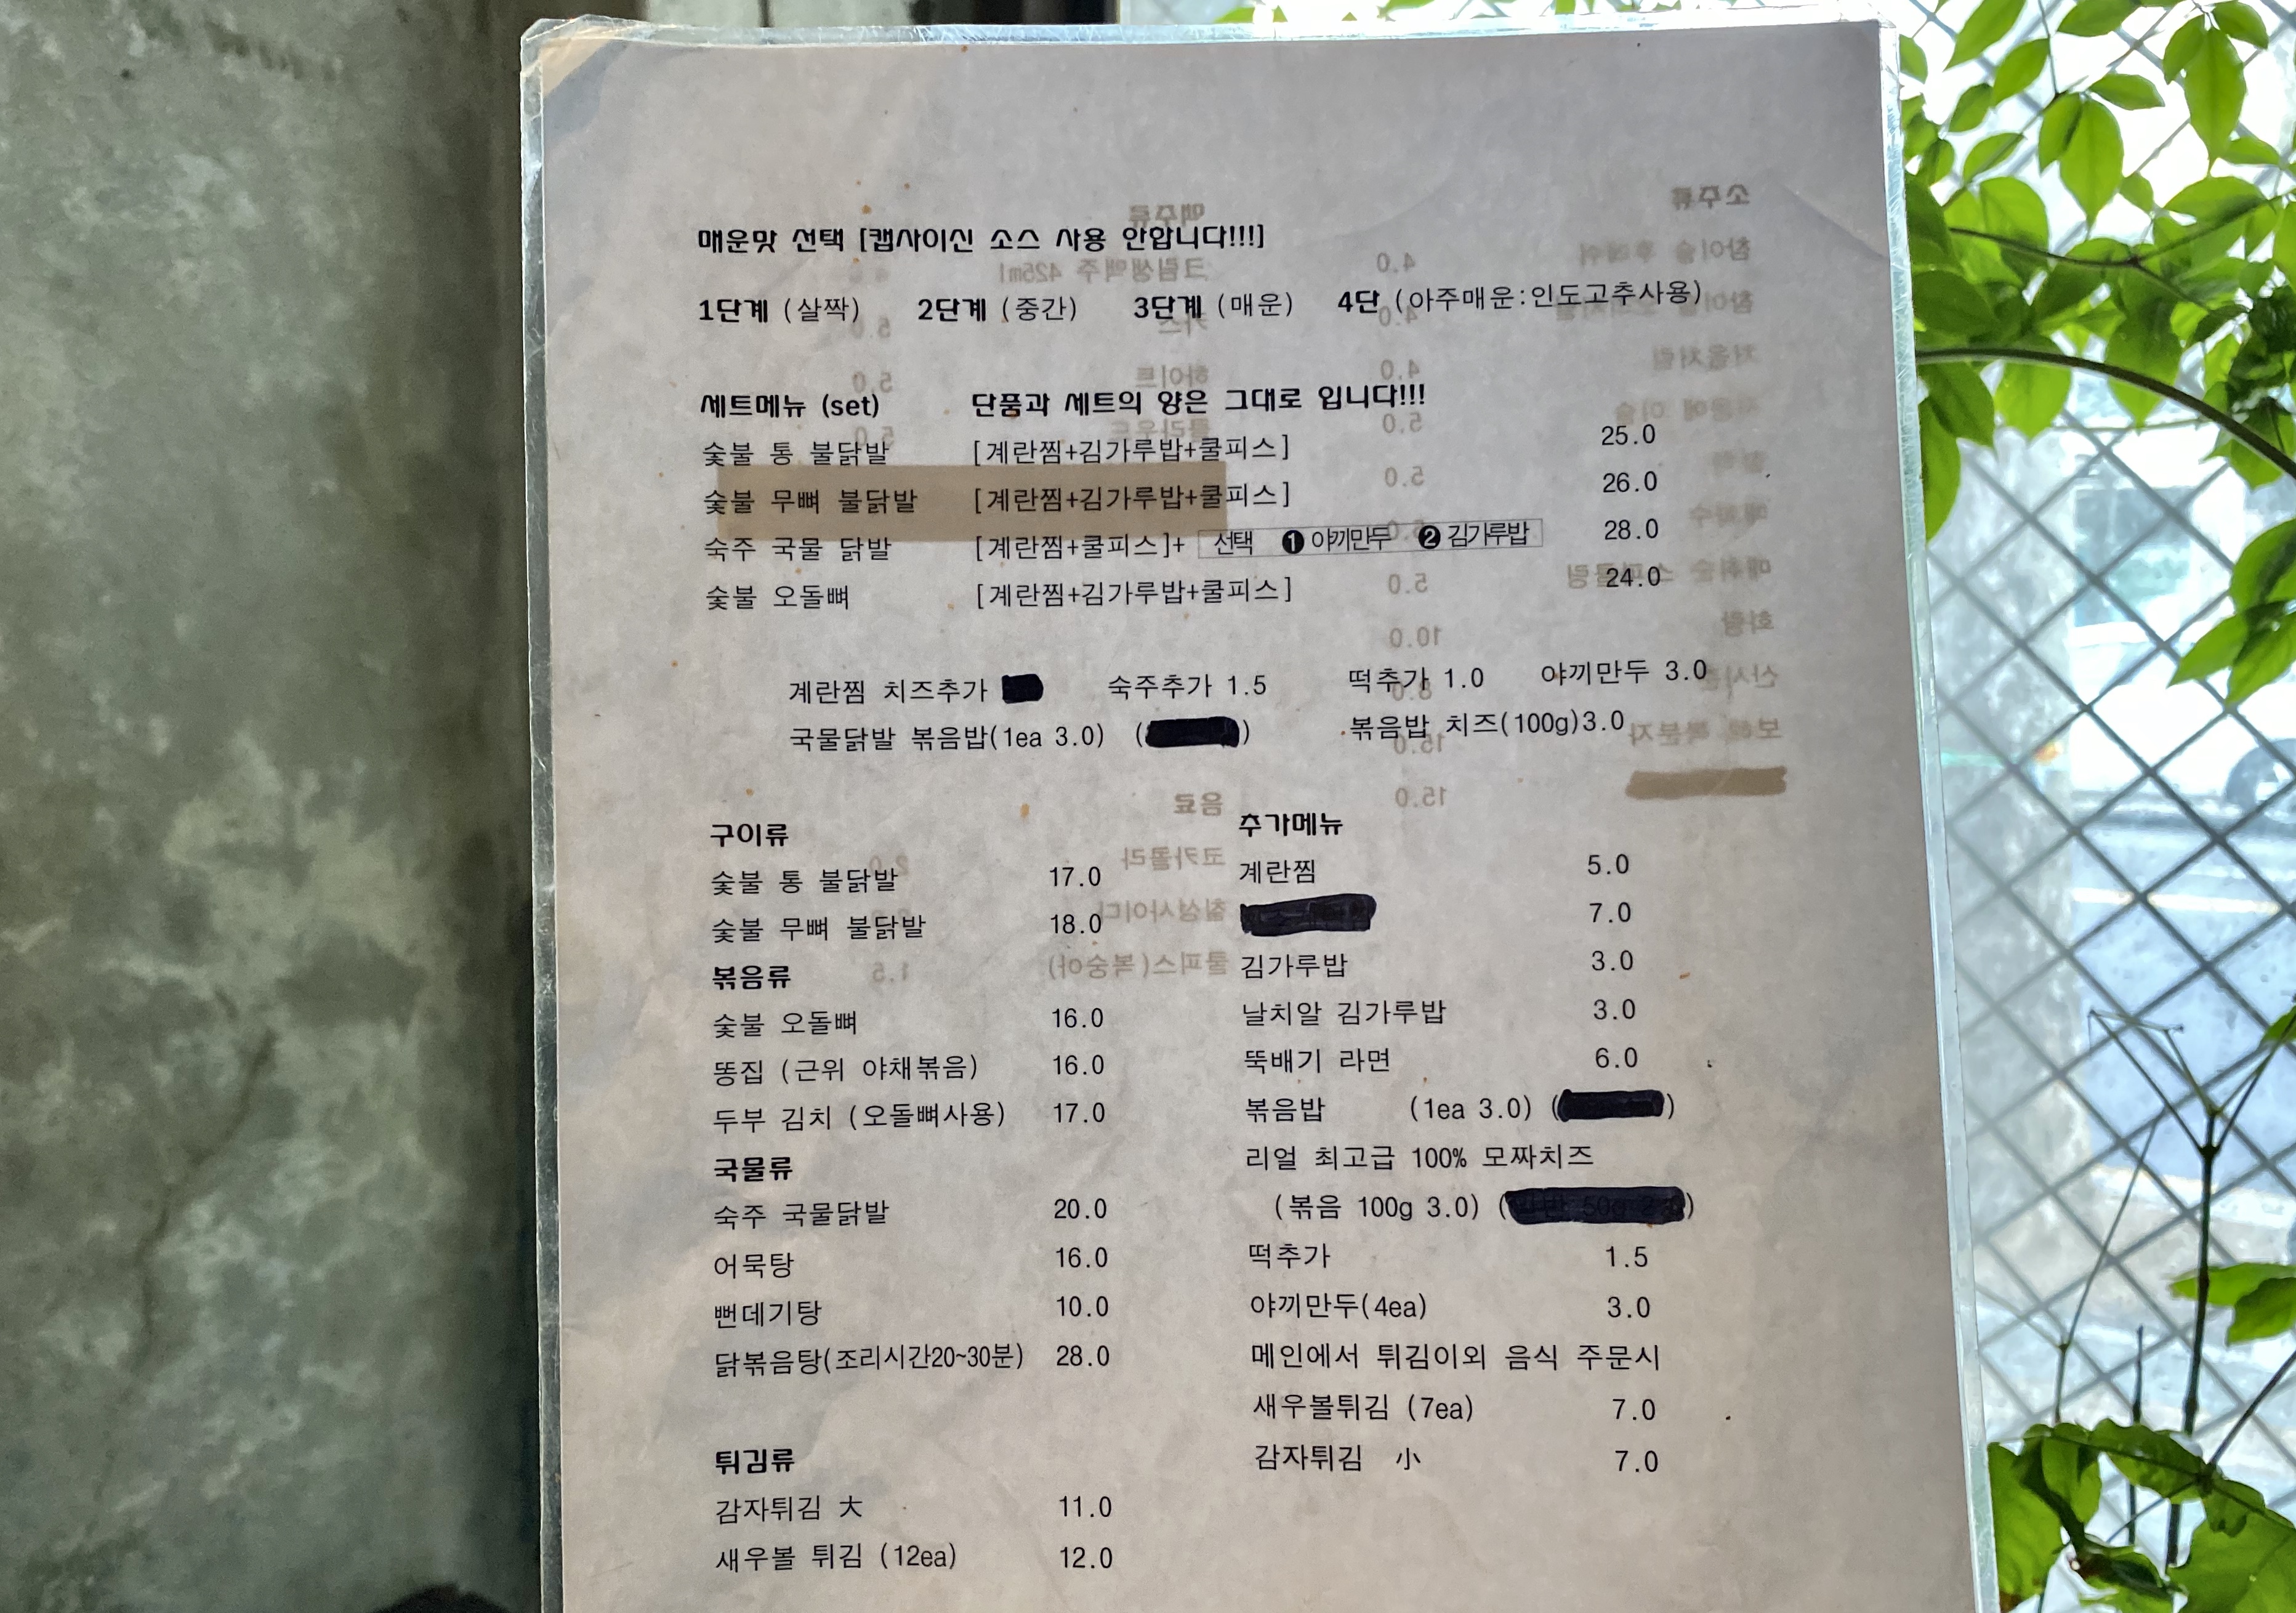 매운맛 선택 [캡사이신 소스 사용 안합니다!!!]
1단계 (살짝) 2단계 (중간) 3단계 (매운) 4단 (아주매운:인도고추사용)
세트메뉴 (set) 단품과 세트의 양은 그대로 입니다!!!
숯불 통 불닭발 [계란찜+김가루밥+쿨피스] 25.0
숯불 무뼈 불닭발 [계란찜+김가루밥+쿨피스] 26.0
숙주 국물 닭발 [계란찜+쿨피스]+ 선택 ❶ 야끼만두 ❷ 김가루밥 28.0
숯불 오돌뼈 [계란찜+김가루밥+쿨피스] 24.0
계란찜 치즈추가 숙주추가 1.5 떡추가 1.0 야끼만두 3.0
국물닭발 볶음밥(1ea 3.0) ( ) 볶음밥 치즈(100g)3.0
구이류
숯불 통 불닭발 17.0
숯불 무뼈 불닭발 18.0
볶음류
숯불 오돌뼈 16.0
똥집 (근위 야채볶음) 16.0
두부 김치 (오돌뼈사용) 17.0
국물류
숙주 국물닭발 20.0
어묵탕 16.0
뻔데기탕 10.0
닭볶음탕(조리시간20~30분) 28.0
튀김류
감자튀김 大 11.0
새우볼 튀김 (12ea) 12.0
추가메뉴
계란찜 5.0
7.0
김가루밥 3.0
날치알 김가루밥 3.0
뚝배기 라면 6.0
볶음밥 (1ea 3.0) ( )
리얼 최고급 100% 모짜치즈
(볶음 100g 3.0) ( 50g )
떡추가 1.5
야끼만두(4ea) 3.0
메인에서 튀김이외 음식 주문시
새우볼튀김 (7ea) 7.0
감자튀김 小 7.0